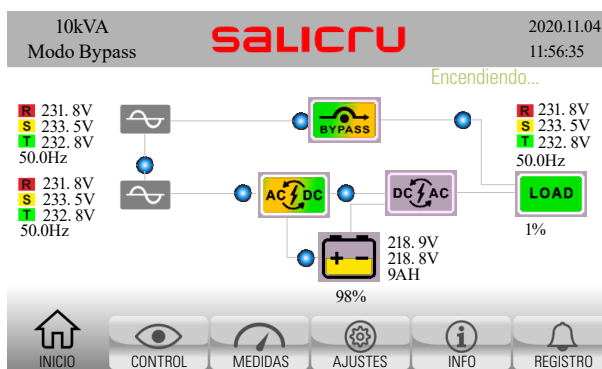 10kVA
Modo Bypass
salicru
2020.11.04
11:56:35
Encendiendo...
R 231. 8V
S 233. 5V
T 232. 8V
50.0Hz
BYPASS
R 231. 8V
S 233. 5V
T 232. 8V
50.0Hz
R 231. 8V
S 233. 5V
T 232. 8V
50.0Hz
AC DC
DC AC
LOAD
1%
+ −
218. 9V
218. 8V
9AH
98%
INICIO
CONTROL
MEDIDAS
AJUSTES
INFO
REGISTRO